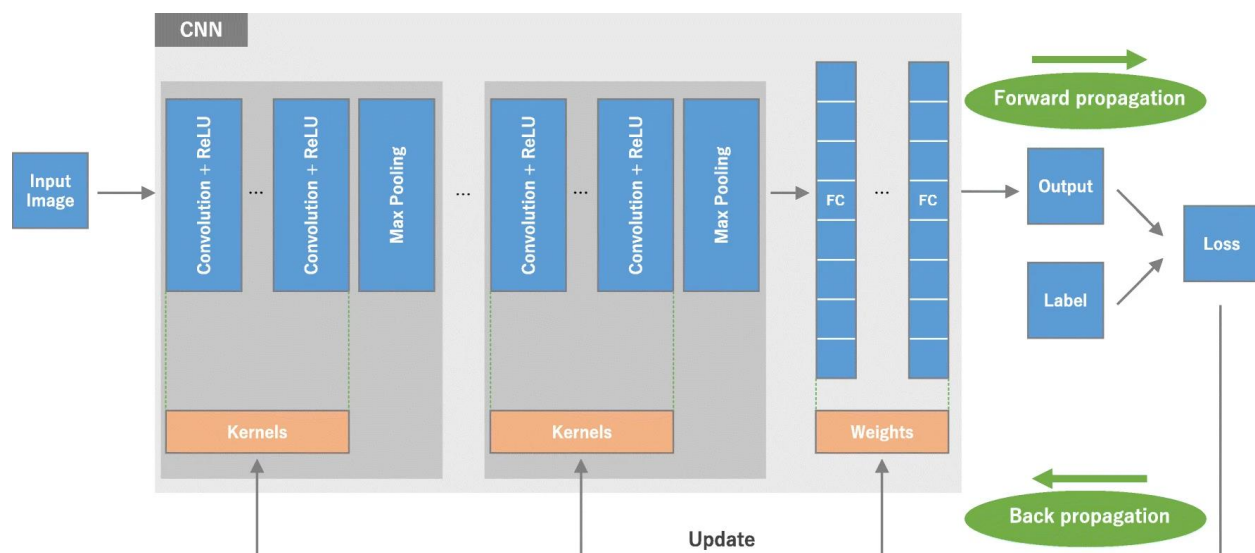 CNN
Input
Image
Convolution + ReLU
...
Convolution + ReLU
Max Pooling
...
Convolution + ReLU
...
Convolution + ReLU
Max Pooling
FC
...
FC
Forward propagation
Output
Label
Loss
Kernels
Kernels
Weights
Back propagation
Update